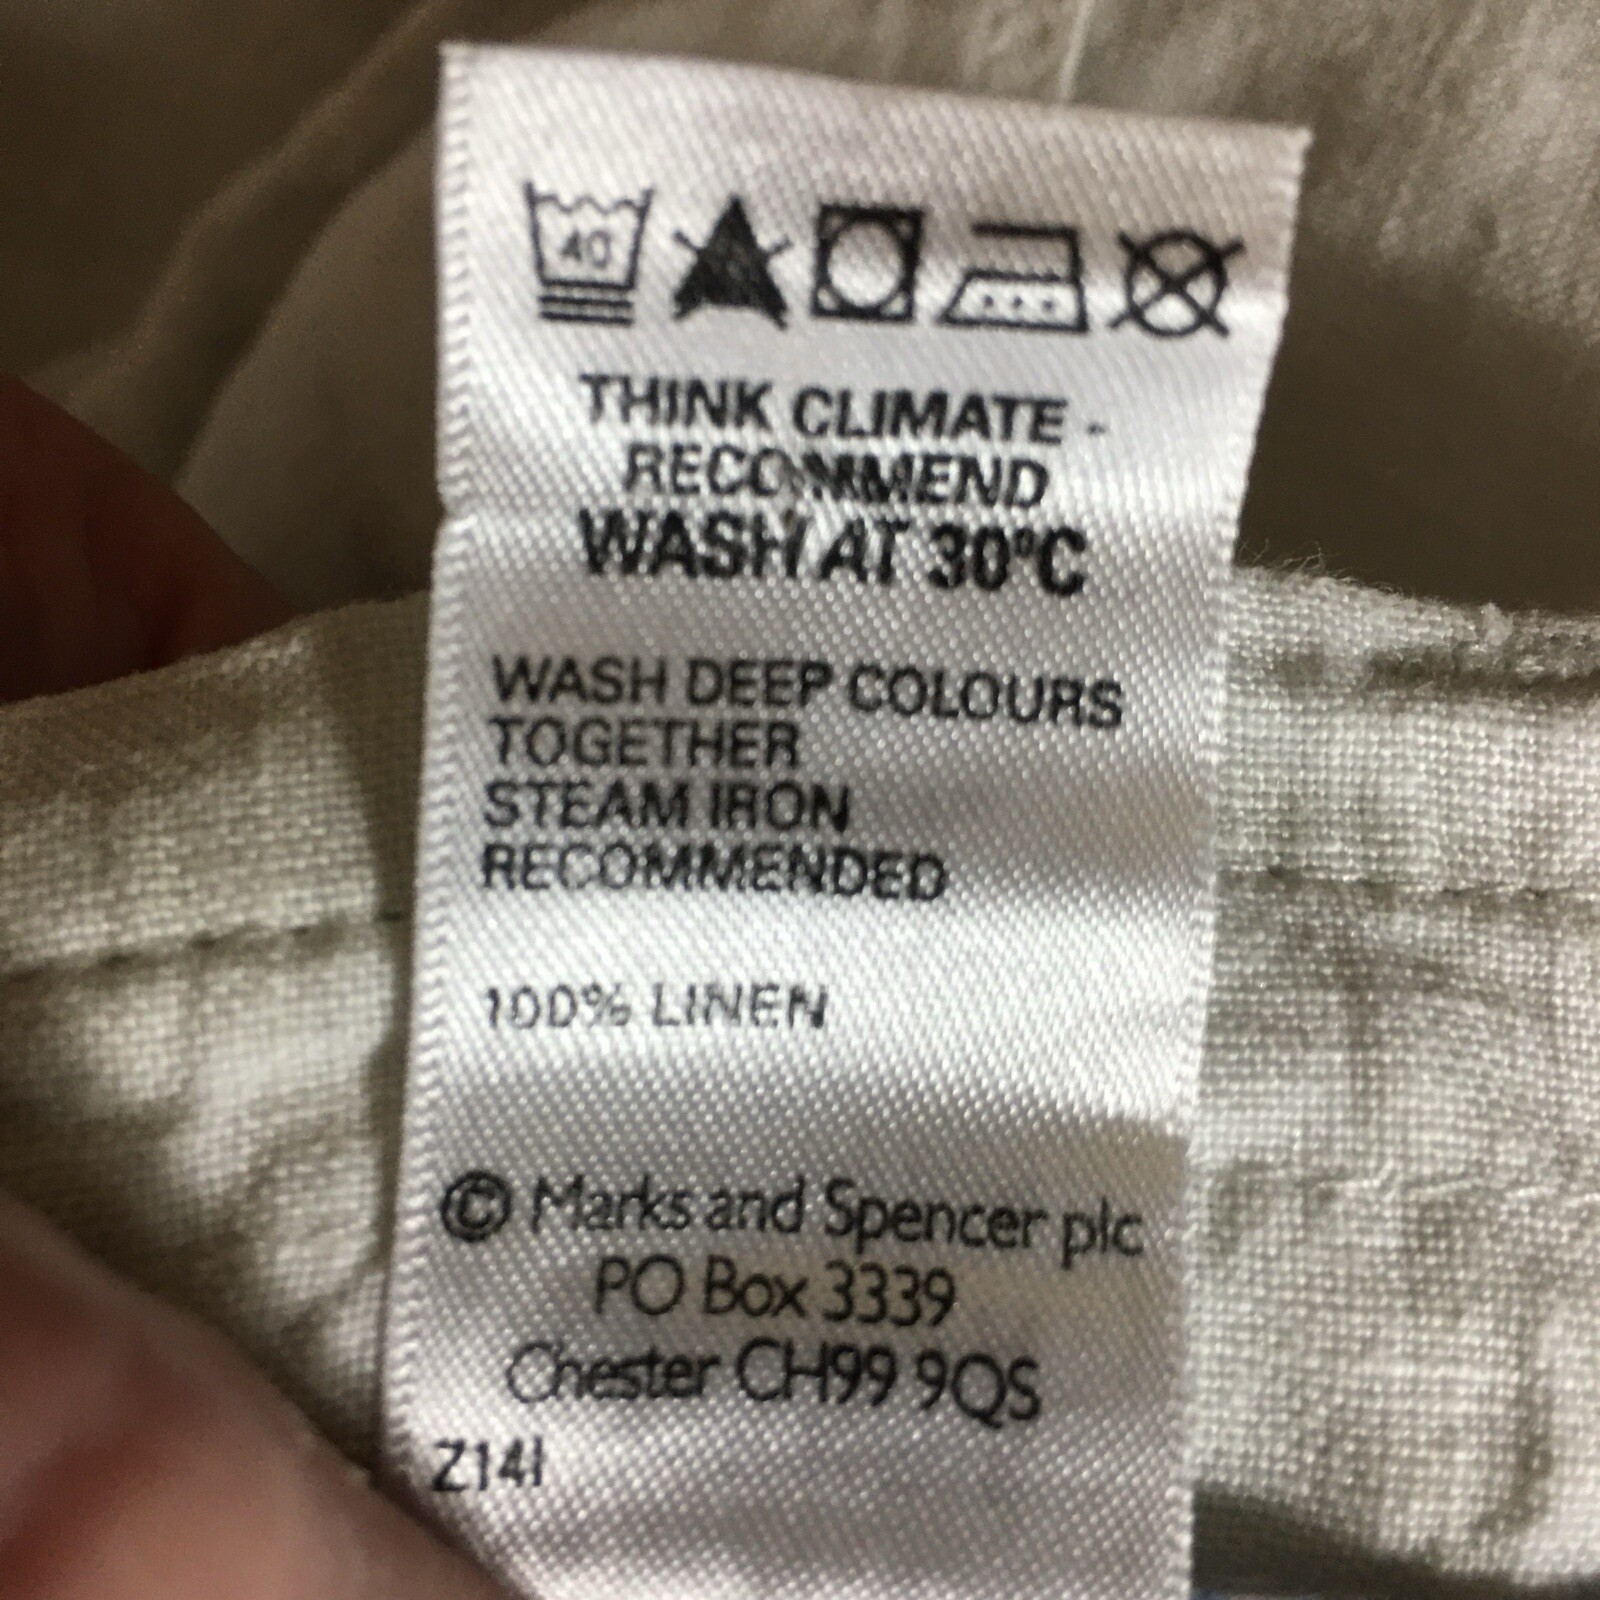 40
THINK CLIMATE -
RECOMMEND
WASH AT 30°C
WASH DEEP COLOURS
TOGETHER
STEAM IRON
RECOMMENDED
100% LINEN
© Marks and Spencer plc
PO Box 3339
Chester CH99 9QS
Z14I